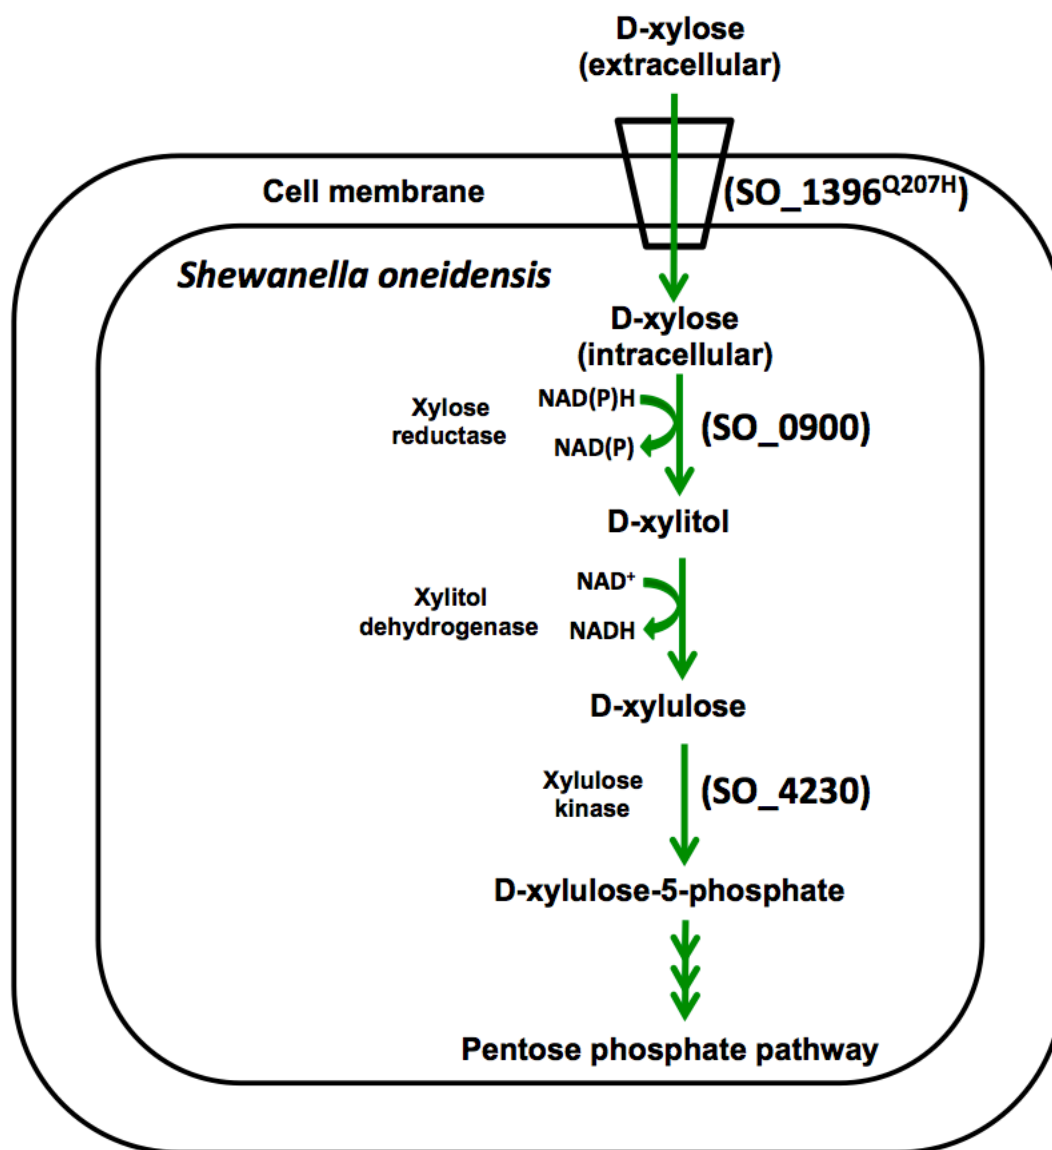 D-xylose
(extracellular)
Cell membrane
(SO_1396Q207H)
Shewanella oneidensis
D-xylose
(intracellular)
Xylose
reductase
NAD(P)H
NAD(P)
(SO_0900)
D-xylitol
Xylitol
dehydrogenase
NAD⁺
NADH
D-xylulose
Xylulose
kinase
(SO_4230)
D-xylulose-5-phosphate
Pentose phosphate pathway